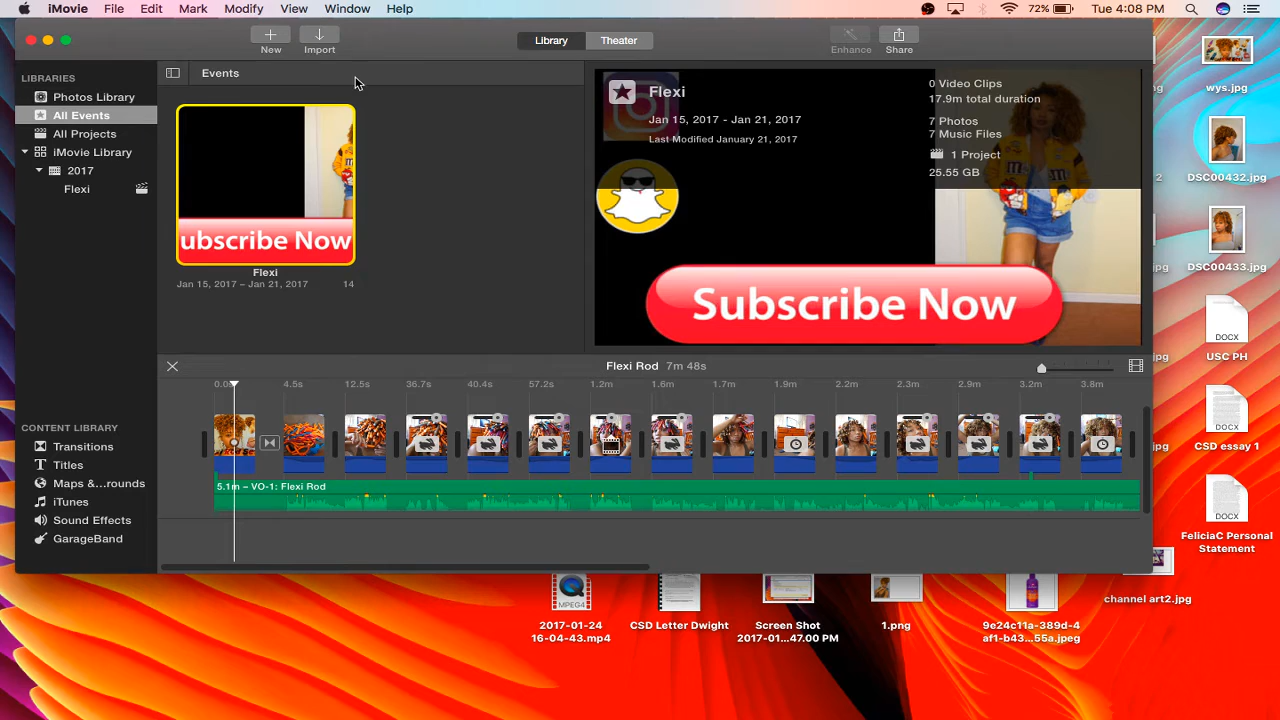 iMovie File Edit Mark Modify View Window Help 72% Tue 4:08 PM
New Import Library Theater Enhance Share
LIBRARIES
Photos Library
All Events
All Projects
iMovie Library
2017
Flexi
Events
ubscribe Now
Flexi
Jan 15, 2017 – Jan 21, 2017 14
Flexi
Jan 15, 2017 - Jan 21, 2017
Last Modified January 21, 2017
0 Video Clips
17.9m total duration
7 Photos
7 Music Files
1 Project
25.55 GB
Subscribe Now
Flexi Rod 7m 48s
0.0s 4.5s 12.5s 36.7s 40.4s 57.2s 1.2m 1.6m 1.7m 1.9m 2.2m 2.3m 2.9m 3.2m 3.8m
5.1m – VO-1: Flexi Rod
CONTENT LIBRARY
Transitions
Titles
Maps &...rounds
iTunes
Sound Effects
GarageBand
wys.jpg
2 DSC00432.jpg
pg DSC00433.jpg
DOCX
USC PH
pg
DOCX
pg CSD essay 1
DOCX
FeliciaC Personal
Statement
channel art2.jpg
MPEG4
2017-01-24
16-04-43.mp4
CSD Letter Dwight
Screen Shot
2017-01...47.00 PM
1.png
9e24c11a-389d-4
af1-b43...55a.jpeg